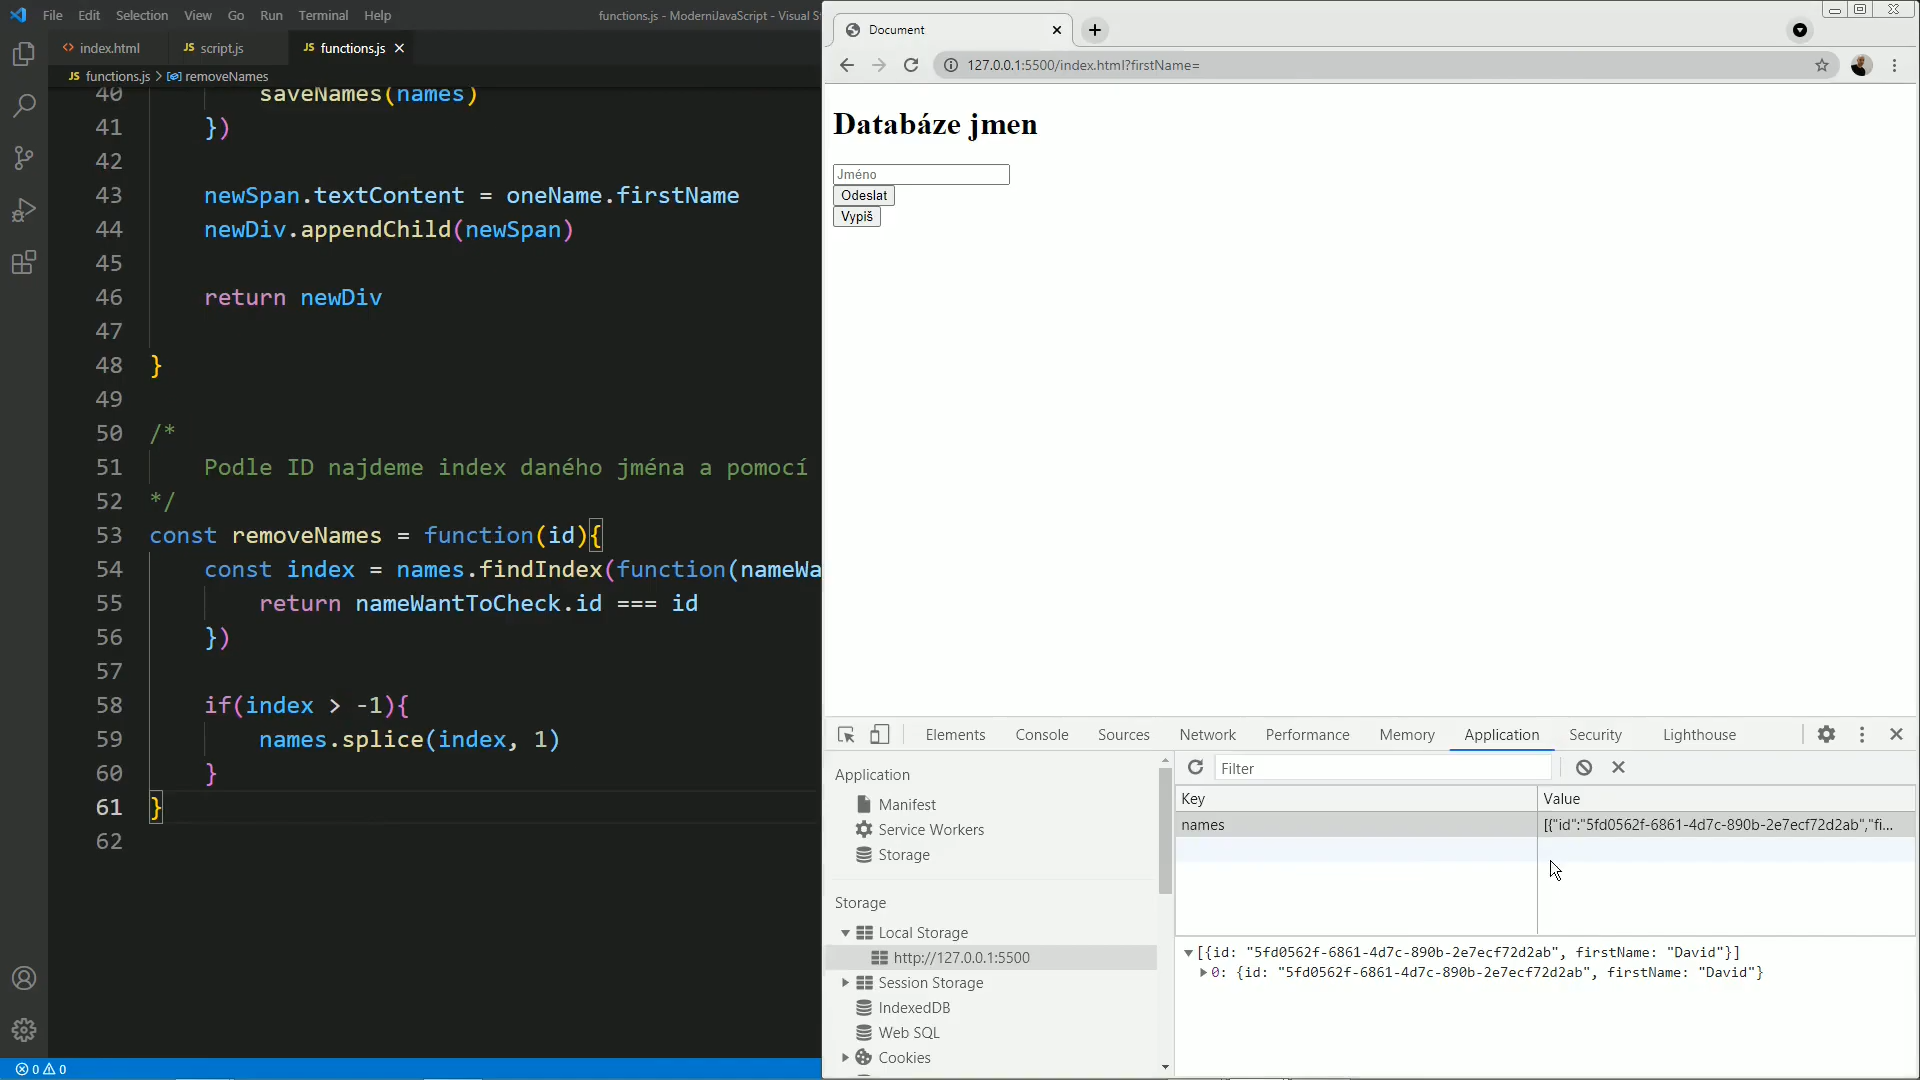 File Edit Selection View Go Run Terminal Help
functions.js - ModerníJavaScript - Visual S
index.html
JS script.js
JS functions.js
JS functions.js > removeNames
40 saveNames(names)
41 })
42
43 newSpan.textContent = oneName.firstName
44 newDiv.appendChild(newSpan)
45
46 return newDiv
47
48 }
49
50 /*
51 Podle ID najdeme index daného jména a pomocí
52 */
53 const removeNames = function(id){
54 const index = names.findIndex(function(nameWa
55 return nameWantToCheck.id === id
56 })
57
58 if(index > -1){
59 names.splice(index, 1)
60 }
61 }
62
0 0
Document
127.0.0.1:5500/index.html?firstName=
Databáze jmen
Jméno
Odeslat
Vypiš
Elements Console Sources Network Performance Memory Application Security Lighthouse
Application
Manifest
Service Workers
Storage
Storage
Local Storage
http://127.0.0.1:5500
Session Storage
IndexedDB
Web SQL
Cookies
Filter
Key Value
names [{"id":"5fd0562f-6861-4d7c-890b-2e7ecf72d2ab","fi...
[{id: "5fd0562f-6861-4d7c-890b-2e7ecf72d2ab", firstName: "David"}]
0: {id: "5fd0562f-6861-4d7c-890b-2e7ecf72d2ab", firstName: "David"}